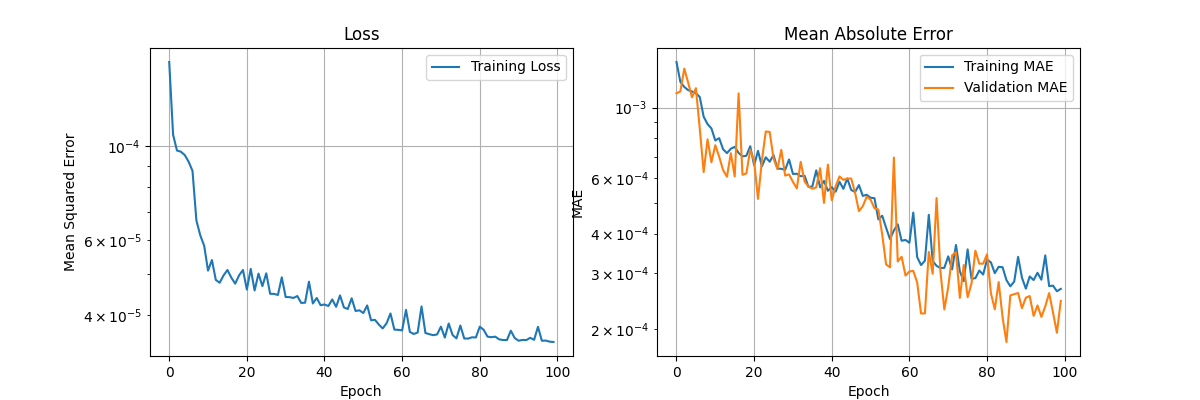 Loss
Mean Squared Error
10⁻⁴
6 × 10⁻⁵
4 × 10⁻⁵
Training Loss
0 20 40 60 80 100
Epoch
Mean Absolute Error
MAE
10⁻³
6 × 10⁻⁴
4 × 10⁻⁴
3 × 10⁻⁴
2 × 10⁻⁴
Training MAE
Validation MAE
0 20 40 60 80 100
Epoch